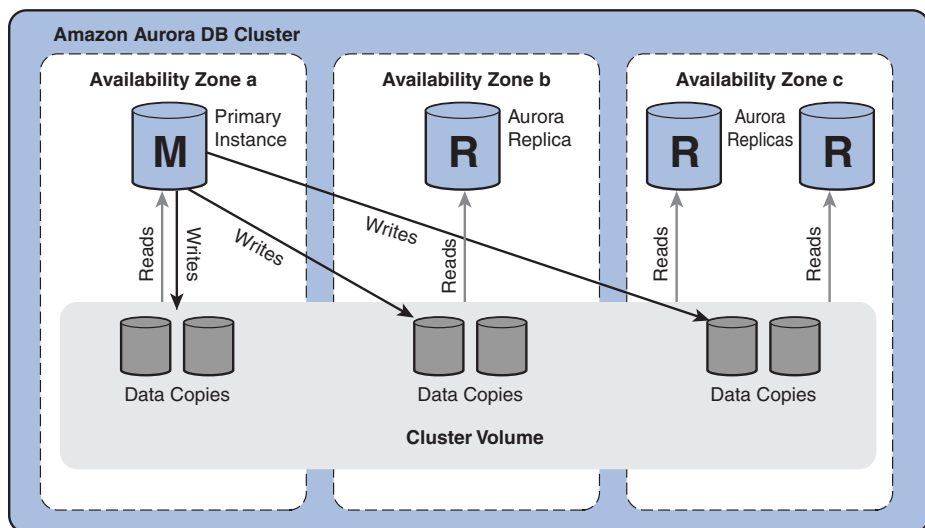 Amazon Aurora DB Cluster
Availability Zone a
Availability Zone b
Availability Zone c
M
Primary
Instance
R
Aurora
Replica
R
Aurora
Replicas
R
Reads
Writes
Writes
Reads
Writes
Reads
Reads
Data Copies
Data Copies
Data Copies
Cluster Volume